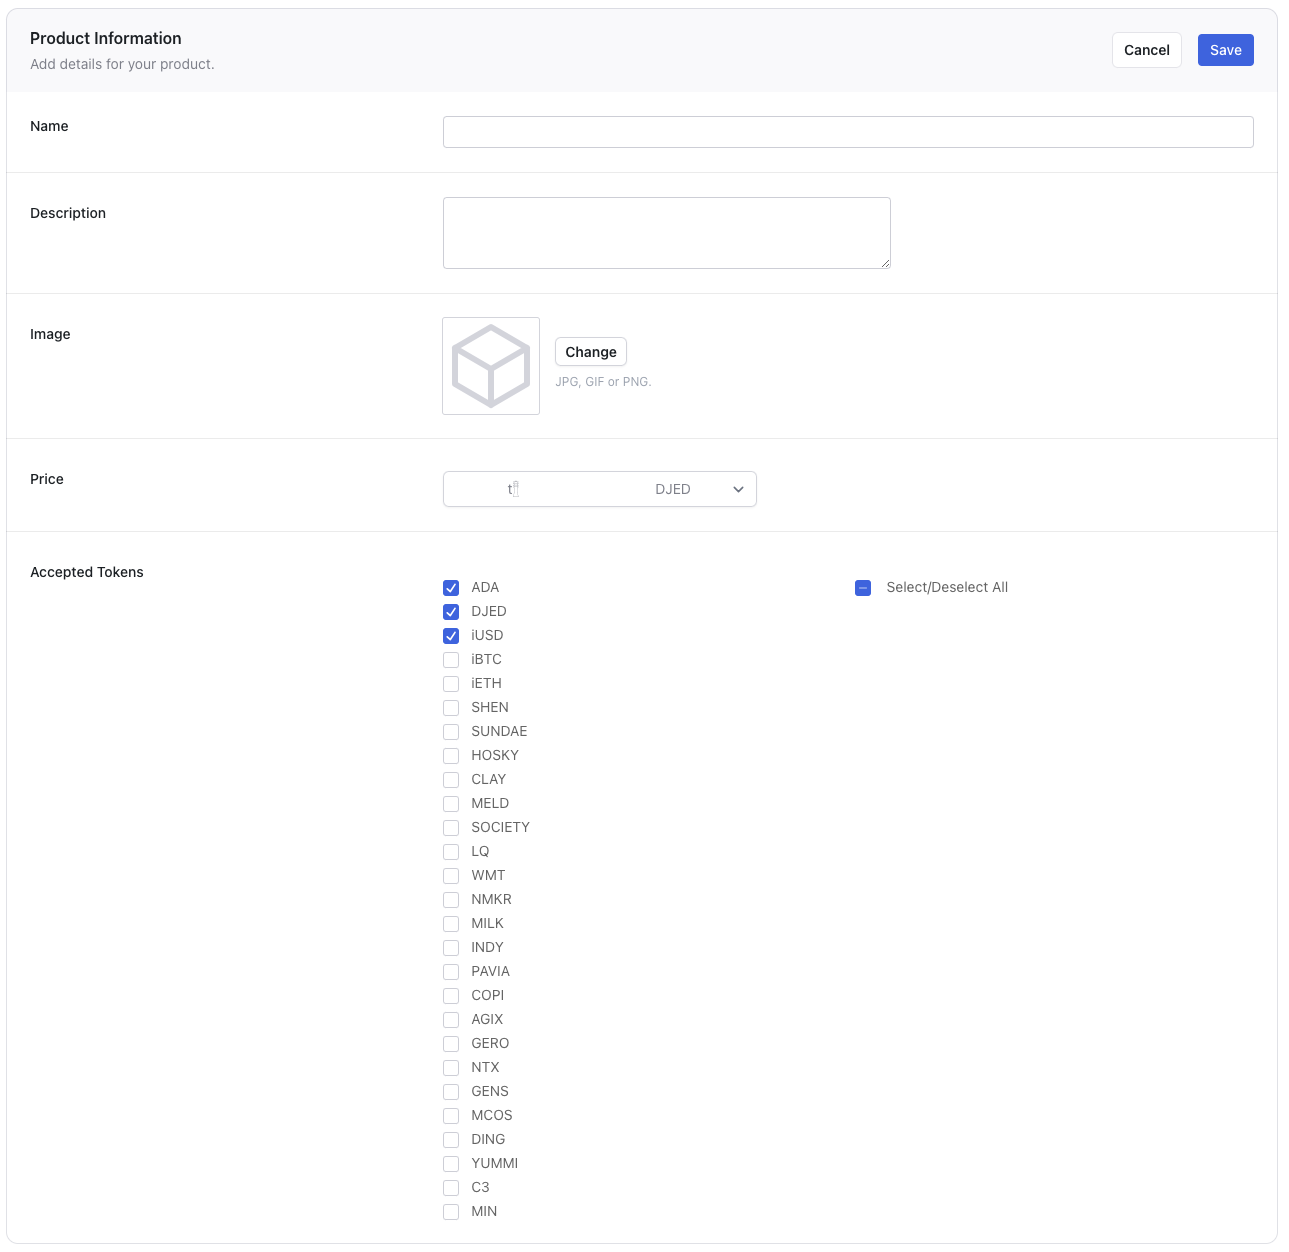 Product Information
Add details for your product.
Cancel
Save
Name
Description
Image
Change
JPG, GIF or PNG.
Price
DJED
Accepted Tokens
ADA
Select/Deselect All
DJED
iUSD
iBTC
iETH
SHEN
SUNDAE
HOSKY
CLAY
MELD
SOCIETY
LQ
WMT
NMKR
MILK
INDY
PAVIA
COPI
AGIX
GERO
NTX
GENS
MCOS
DING
YUMMI
C3
MIN